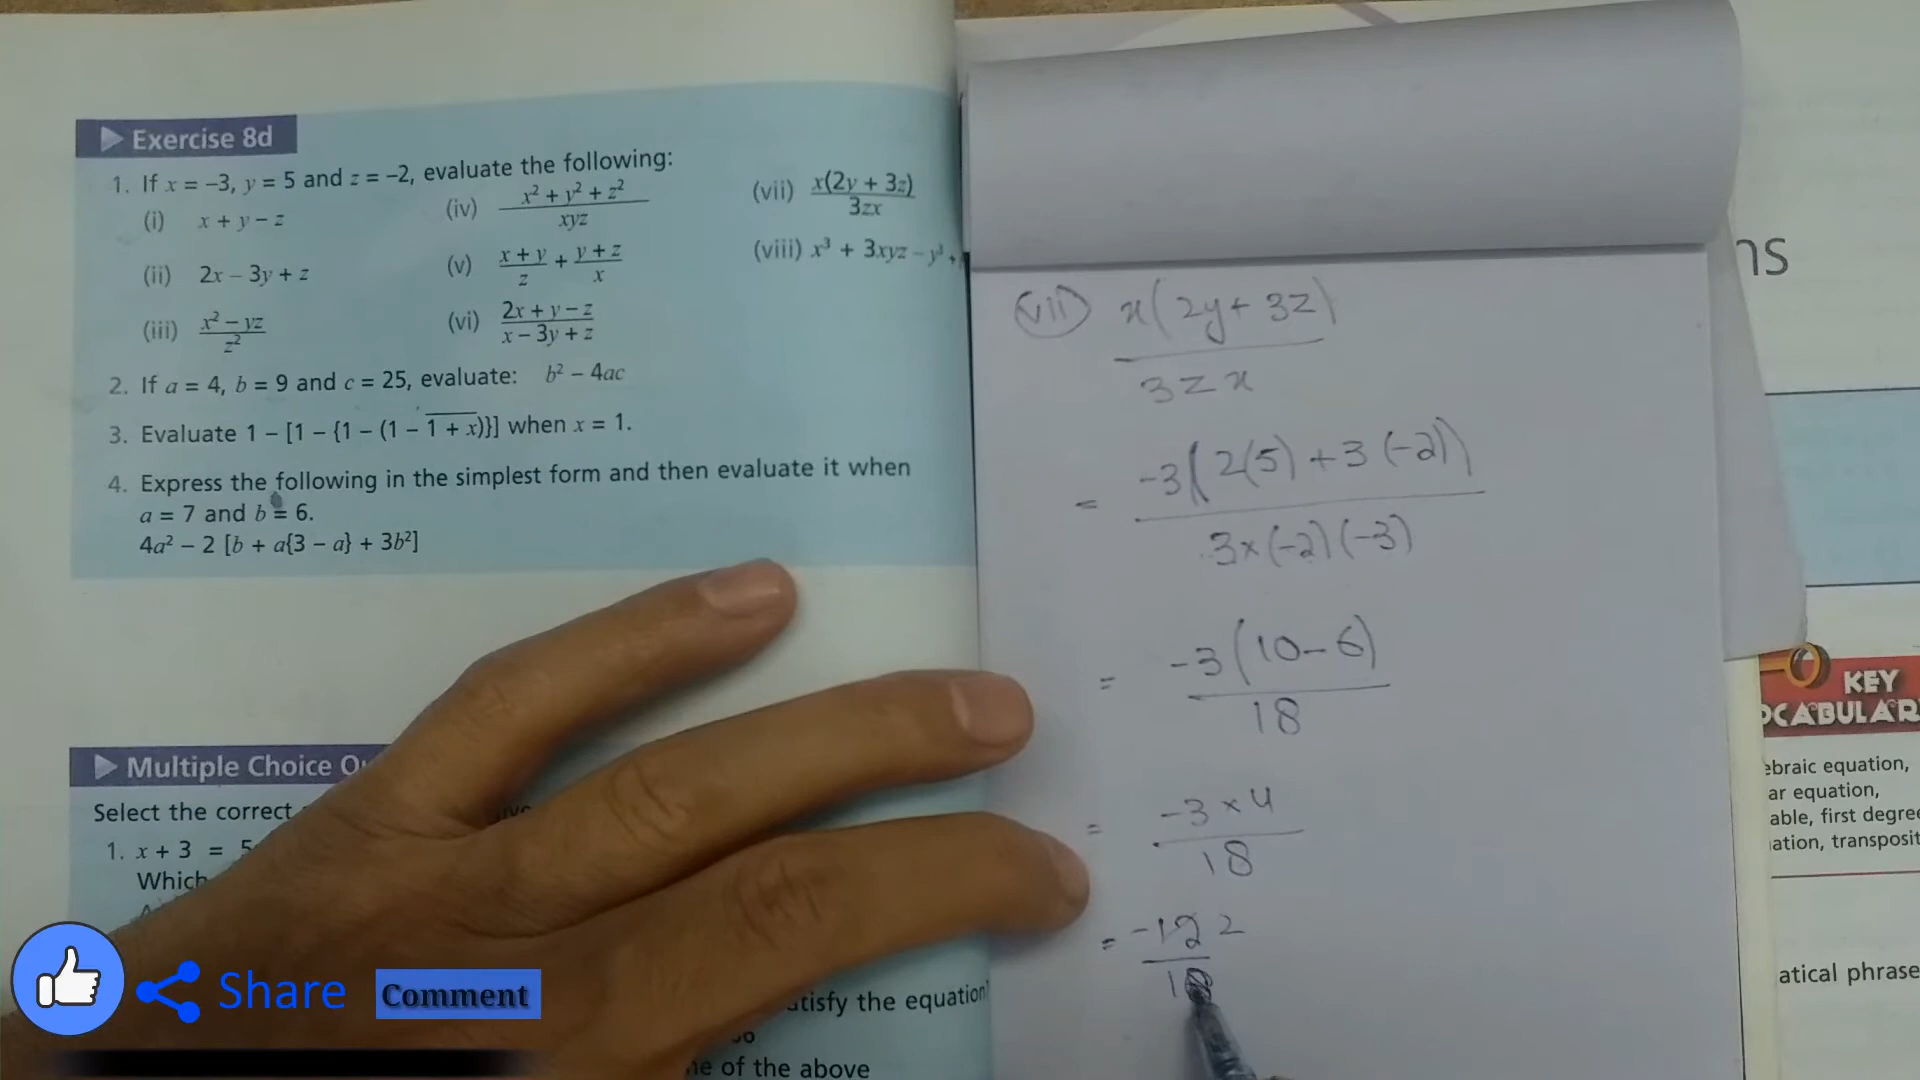 Exercise 8d
1. If x = –3, y = 5 and z = –2, evaluate the following:
(i) x + y – z
(ii) 2x – 3y + z
(iii) x² – yz / z²
(iv) x² + y² + z² / xyz
(v) x + y / z + y + z / x
(vi) 2x + y – z / x – 3y + z
(vii) x(2y + 3z) / 3zx
(viii) x³ + 3xyz – y³ +
2. If a = 4, b = 9 and c = 25, evaluate: b² – 4ac
3. Evaluate 1 – [1 – {1 – (1 – 1 + x)}] when x = 1.
4. Express the following in the simplest form and then evaluate it when
a = 7 and b = 6.
4a² – 2 [b + a{3 – a} + 3b²]
Multiple Choice
Select the correct
1. x + 3 = 5
Which
satisfy the equation
of the above
Share
Comment
(vii) x(2y + 3z)
3zx
= -3(2(5) + 3(-2))
3×(-2)(-3)
= -3(10-6)
18
= -3×4
18
= -12 2
18
ns
KEY
VOCABULAR
ebraic equation,
ar equation,
able, first degree
ation, transposit
atical phrase